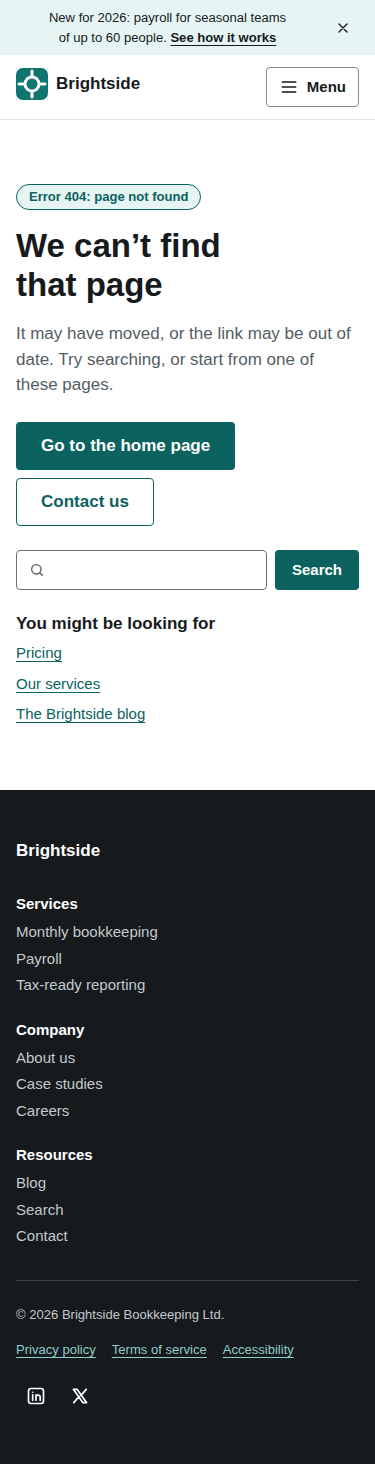 New for 2026: payroll for seasonal teams
of up to 60 people. See how it works
Brightside
Menu
Error 404: page not found
We can’t find
that page
It may have moved, or the link may be out of
date. Try searching, or start from one of
these pages.
Go to the home page
Contact us
Search
You might be looking for
Pricing
Our services
The Brightside blog
Brightside
Services
Monthly bookkeeping
Payroll
Tax-ready reporting
Company
About us
Case studies
Careers
Resources
Blog
Search
Contact
© 2026 Brightside Bookkeeping Ltd.
Privacy policy Terms of service Accessibility